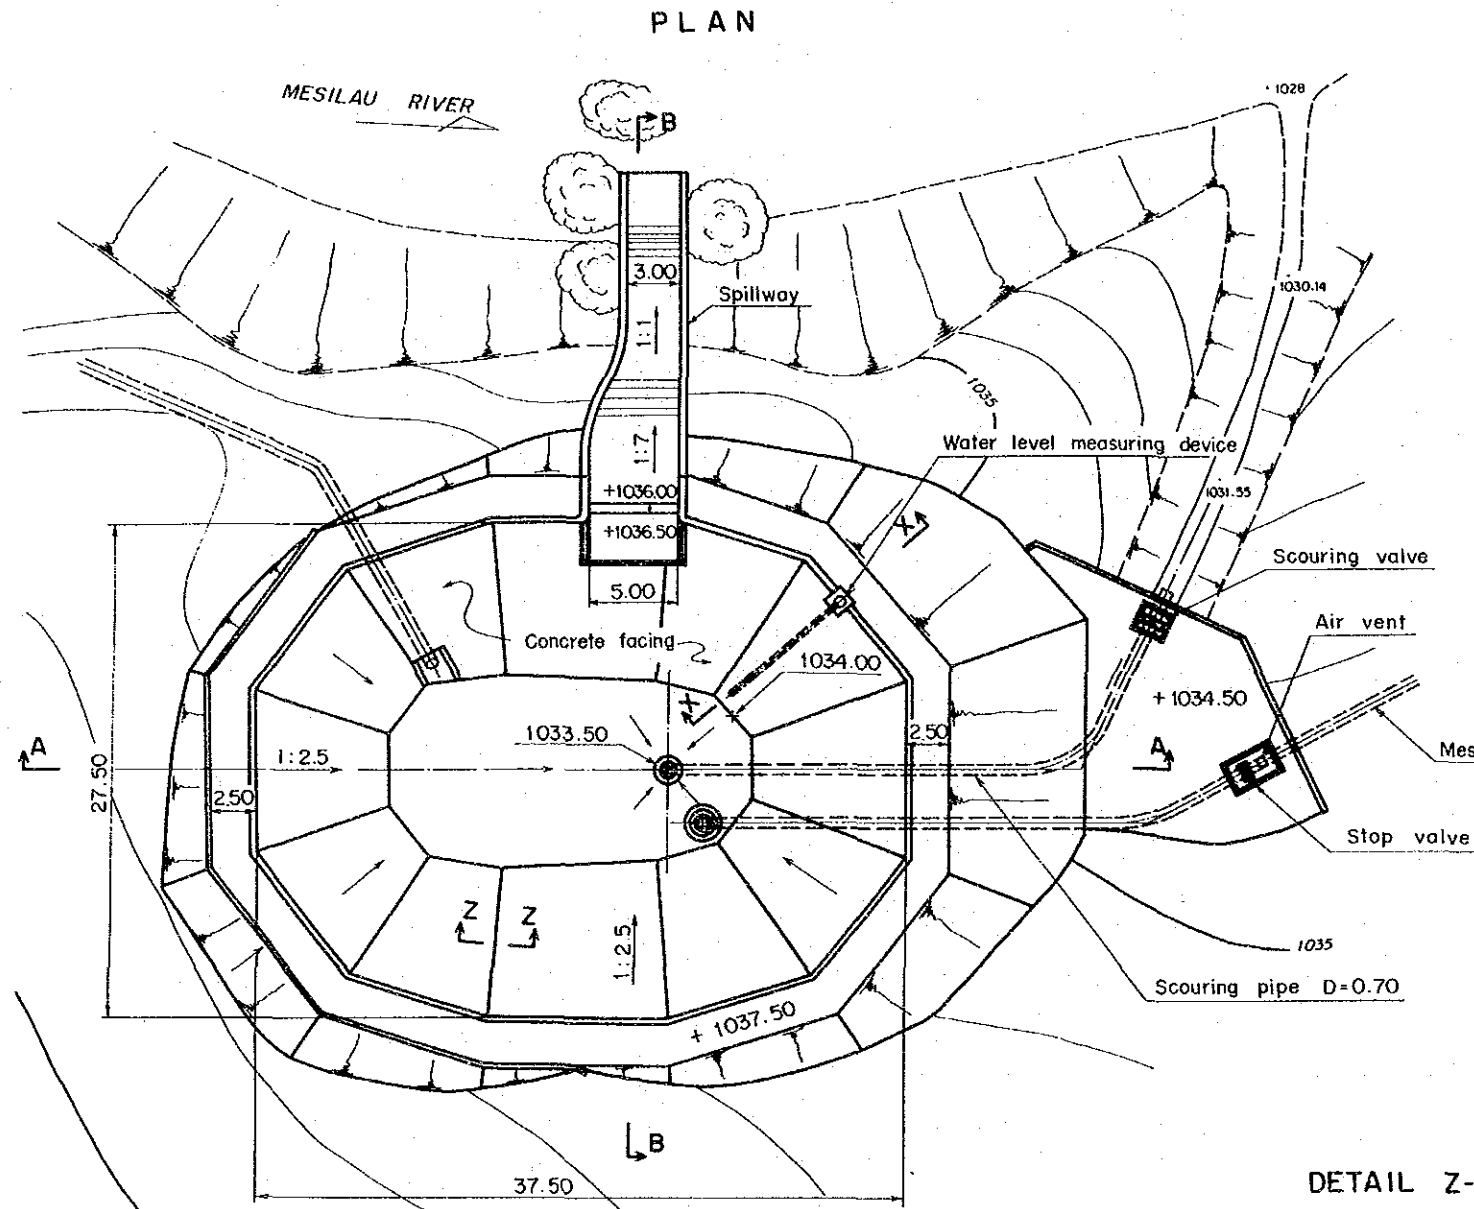 PLAN
MESILAU RIVER
1028
B
3.00
Spillway
1030.14
1:1
1035
Water level measuring device
1:7
+1036.00
1031.55
X
+1036.50
Scouring valve
5.00
Concrete facing
Air vent
1034.00
+ 1034.50
X
1033.50
2.50
A
A
1:2.5
Mes
27.50
2.50
Stop valve
Z Z
1:2.5
1035
Scouring pipe D=0.70
+ 1037.50
B
37.50
DETAIL Z-